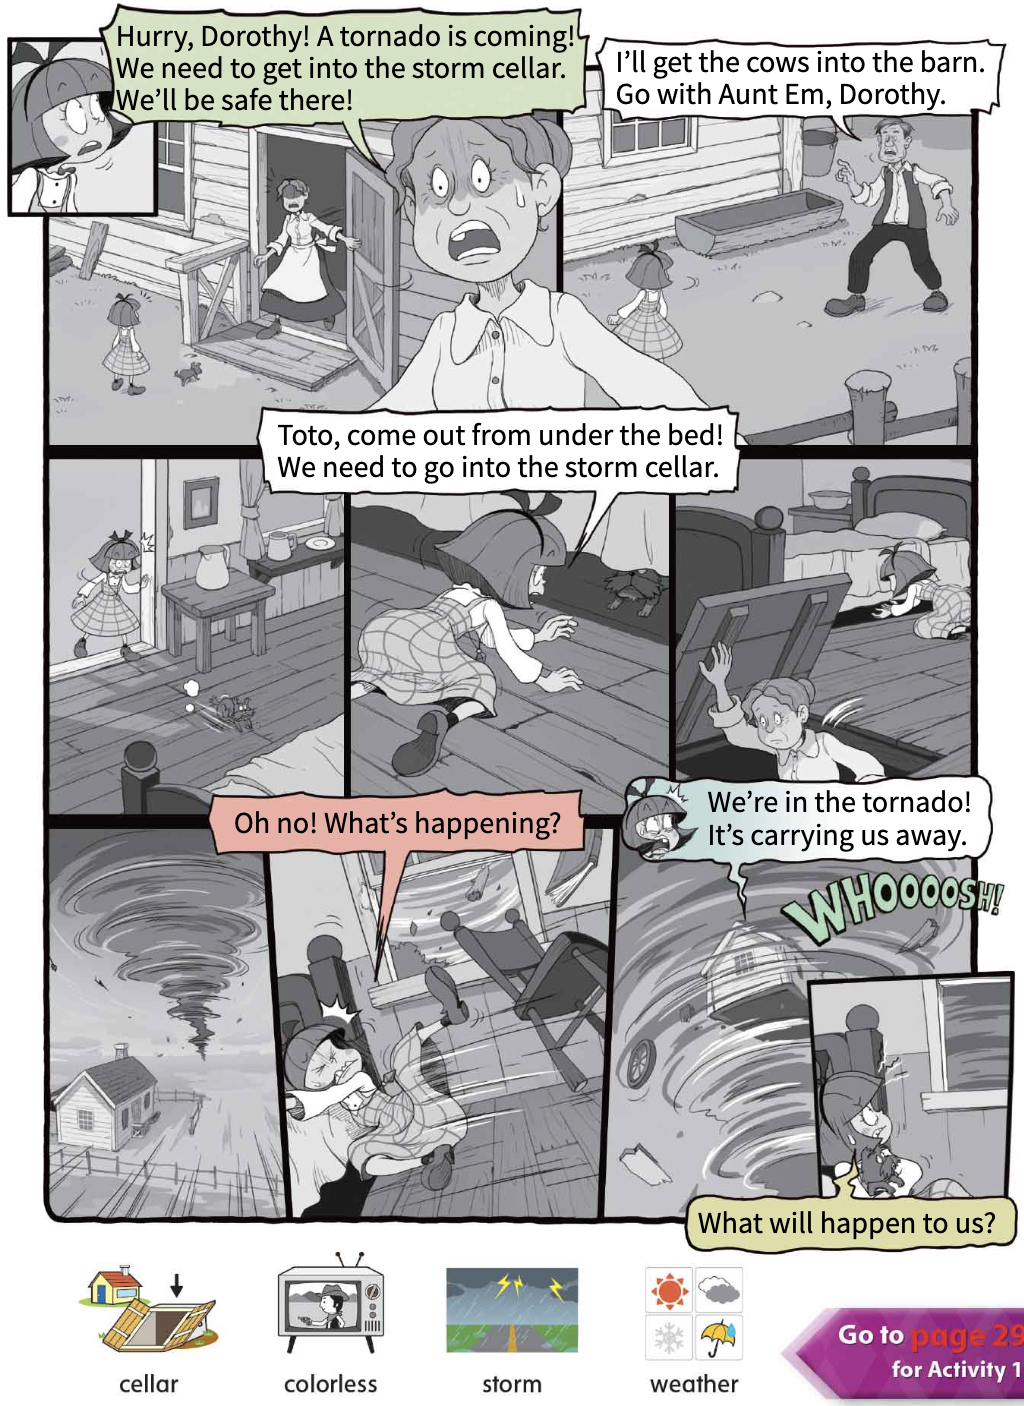 Hurry, Dorothy! A tornado is coming!
We need to get into the storm cellar.
We'll be safe there!
I'll get the cows into the barn.
Go with Aunt Em, Dorothy.
Toto, come out from under the bed!
We need to go into the storm cellar.
Oh no! What's happening?
We're in the tornado!
It's carrying us away.
WHOOOOSH!
What will happen to us?
cellar
colorless
storm
weather
Go to page 29
for Activity 1